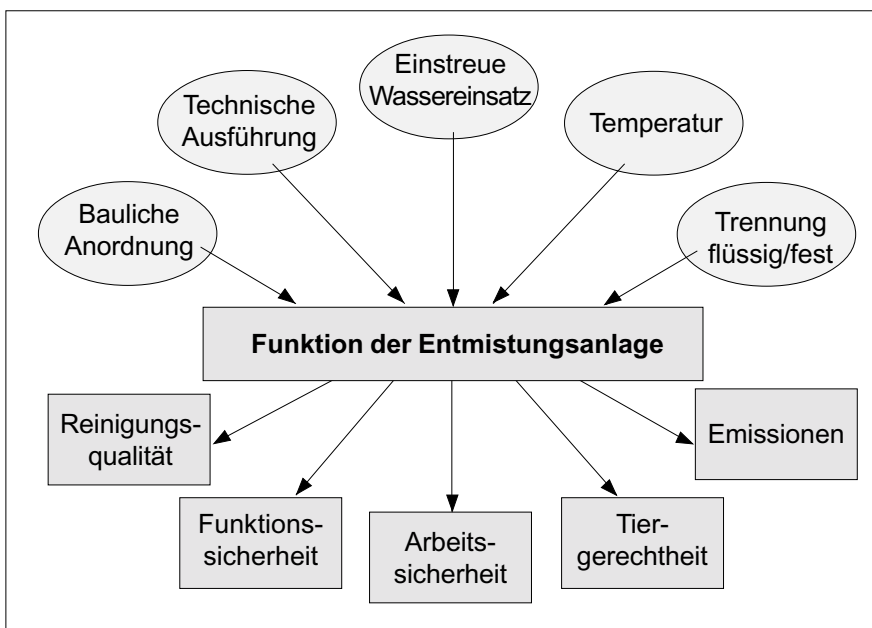 Einstreue
Wassereinsatz
Technische
Ausführung
Temperatur
Bauliche
Anordnung
Trennung
flüssig/fest
Funktion der Entmistungsanlage
Reinigungs-
qualität
Emissionen
Funktions-
sicherheit
Arbeits-
sicherheit
Tier-
gerechtheit